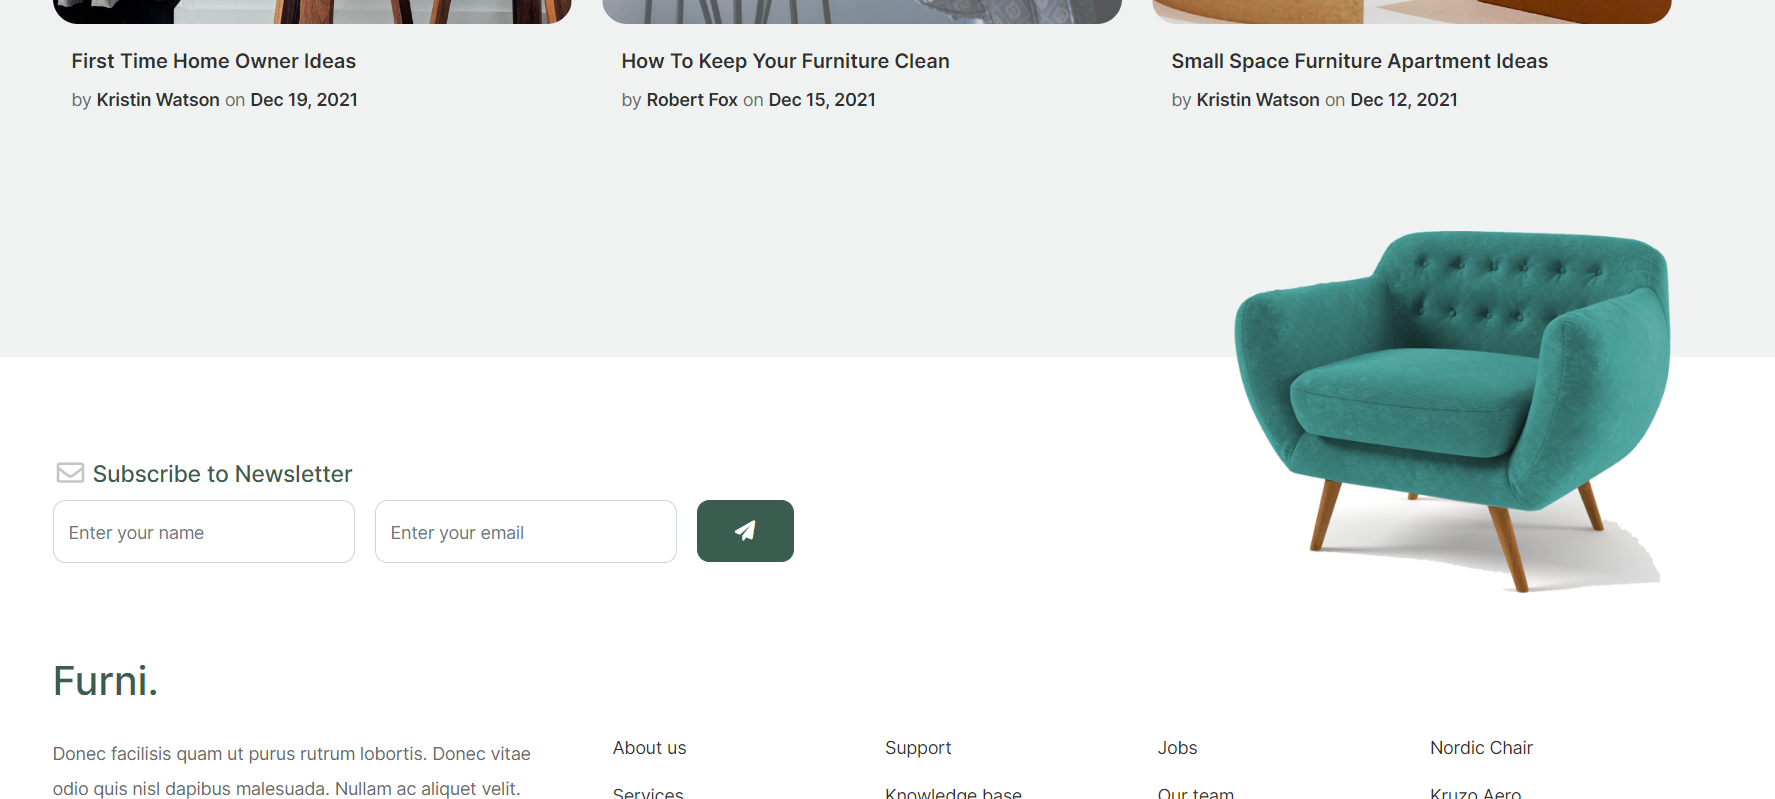 First Time Home Owner Ideas
by Kristin Watson on Dec 19, 2021
How To Keep Your Furniture Clean
by Robert Fox on Dec 15, 2021
Small Space Furniture Apartment Ideas
by Kristin Watson on Dec 12, 2021
Subscribe to Newsletter
Enter your name
Enter your email
Furni.
Donec facilisis quam ut purus rutrum lobortis. Donec vitae
odio quis nisl dapibus malesuada. Nullam ac aliquet velit.
About us
Services
Support
Knowledge base
Jobs
Our team
Nordic Chair
Kruzo Aero